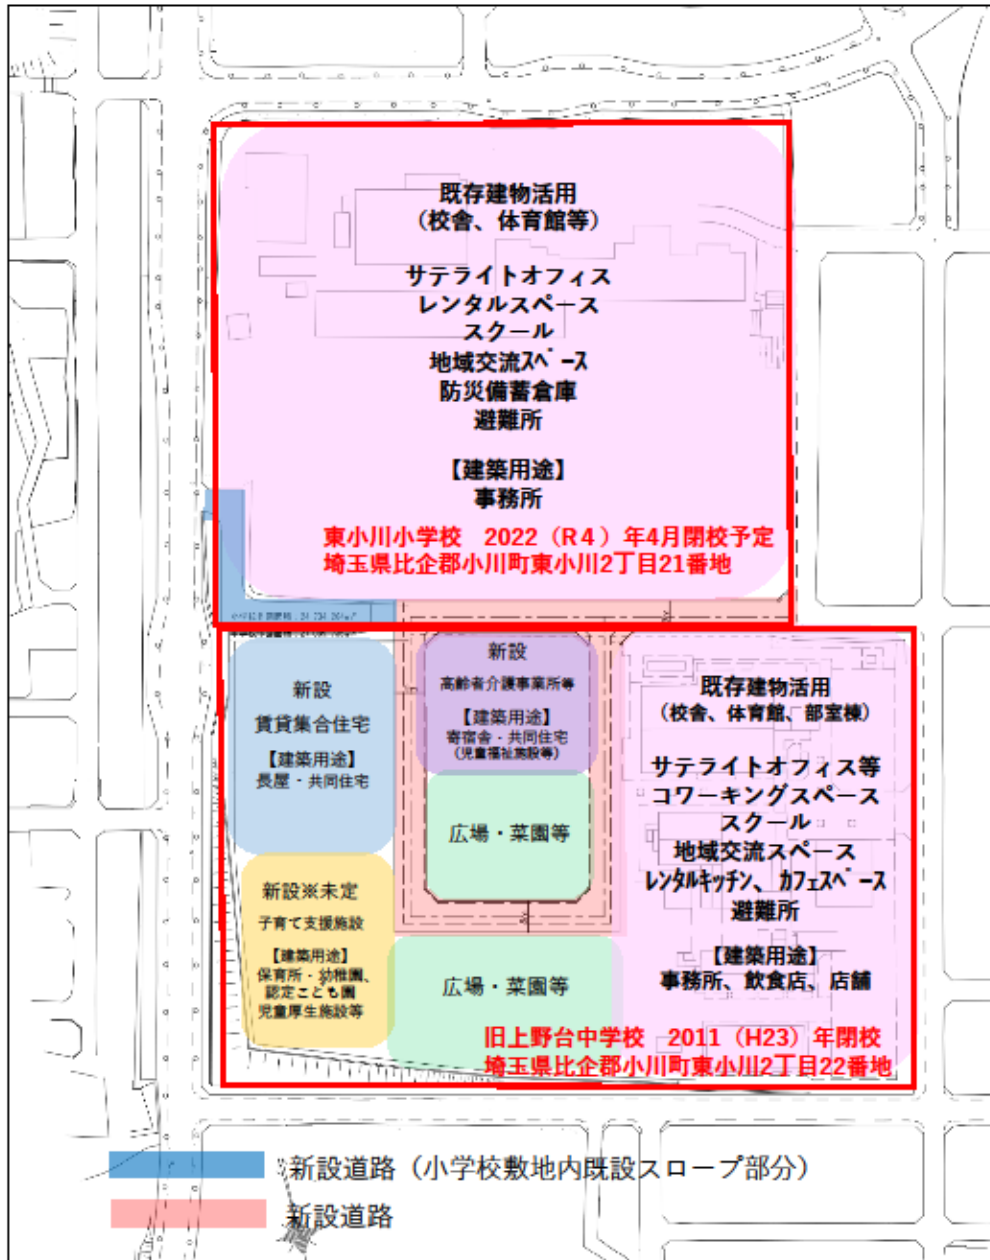 既存建物活用
（校舎、体育館等）
サテライトオフィス
レンタルスペース
スクール
地域交流スペース
防災備蓄倉庫
避難所
【建築用途】
事務所
東小川小学校　2022（R4）年4月閉校予定
埼玉県比企郡小川町東小川2丁目21番地
新設
賃貸集合住宅
【建築用途】
長屋・共同住宅
新設
高齢者介護事業所等
【建築用途】
寄宿舎・共同住宅
（児童福祉施設等）
広場・菜園等
既存建物活用
（校舎、体育館、部室棟）
サテライトオフィス等
コワーキングスペース
スクール
地域交流スペース
レンタルキッチン、カフェスペース
避難所
【建築用途】
事務所、飲食店、店舗
新設※未定
子育て支援施設
【建築用途】
保育所・幼稚園、
認定こども園
児童厚生施設等
広場・菜園等
旧上野台中学校　2011（H23）年閉校
埼玉県比企郡小川町東小川2丁目22番地
新設道路（小学校敷地内既設スロープ部分）
新設道路